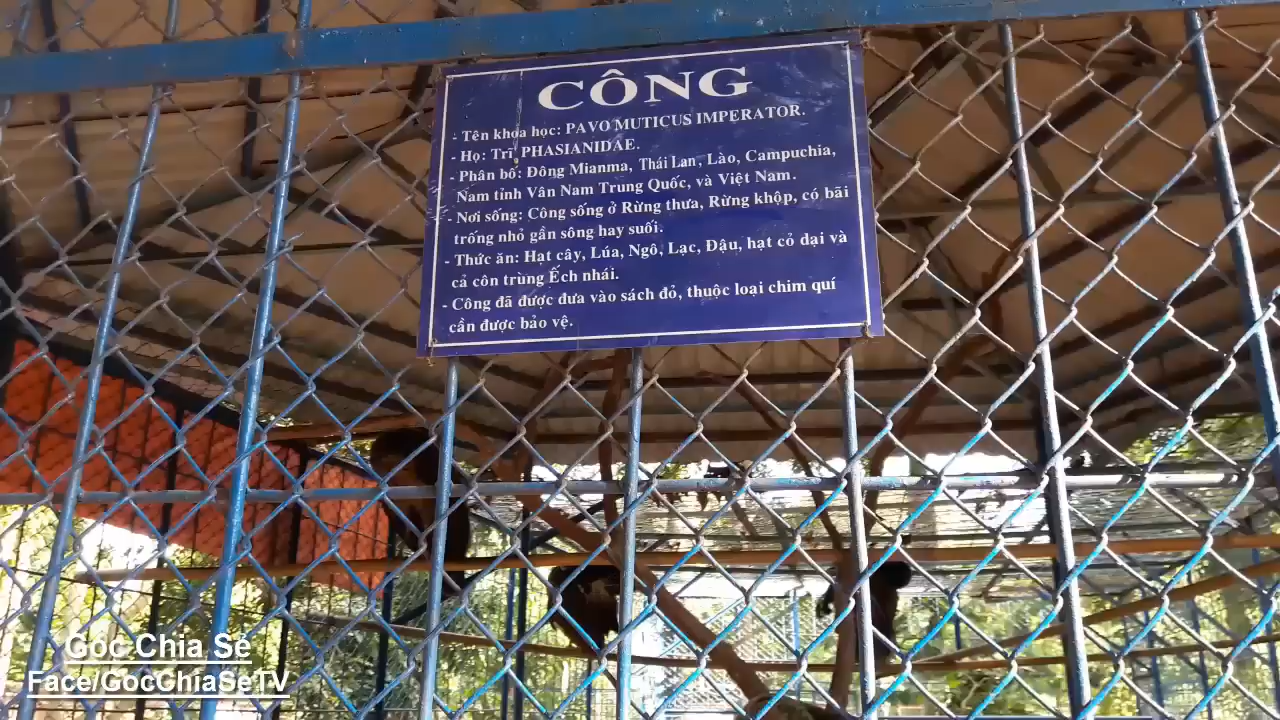 CÔNG
- Tên khoa học: PAVO MUTICUS IMPERATOR.
- Họ: Trĩ PHASIANIDAE.
- Phân bố: Đông Mianma, Thái Lan, Lào, Campuchia,
Nam tỉnh Vân Nam Trung Quốc, và Việt Nam.
- Nơi sống: Công sống ở Rừng thưa, Rừng khộp, có bãi
trống nhỏ gần sông hay suối.
- Thức ăn: Hạt cây, Lúa, Ngô, Lạc, Đậu, hạt cỏ dại và
cả côn trùng Ếch nhái.
- Công đã được đưa vào sách đỏ, thuộc loại chim quí
cần được bảo vệ.
Góc Chia Sẻ
Face/GocChiaSeTV